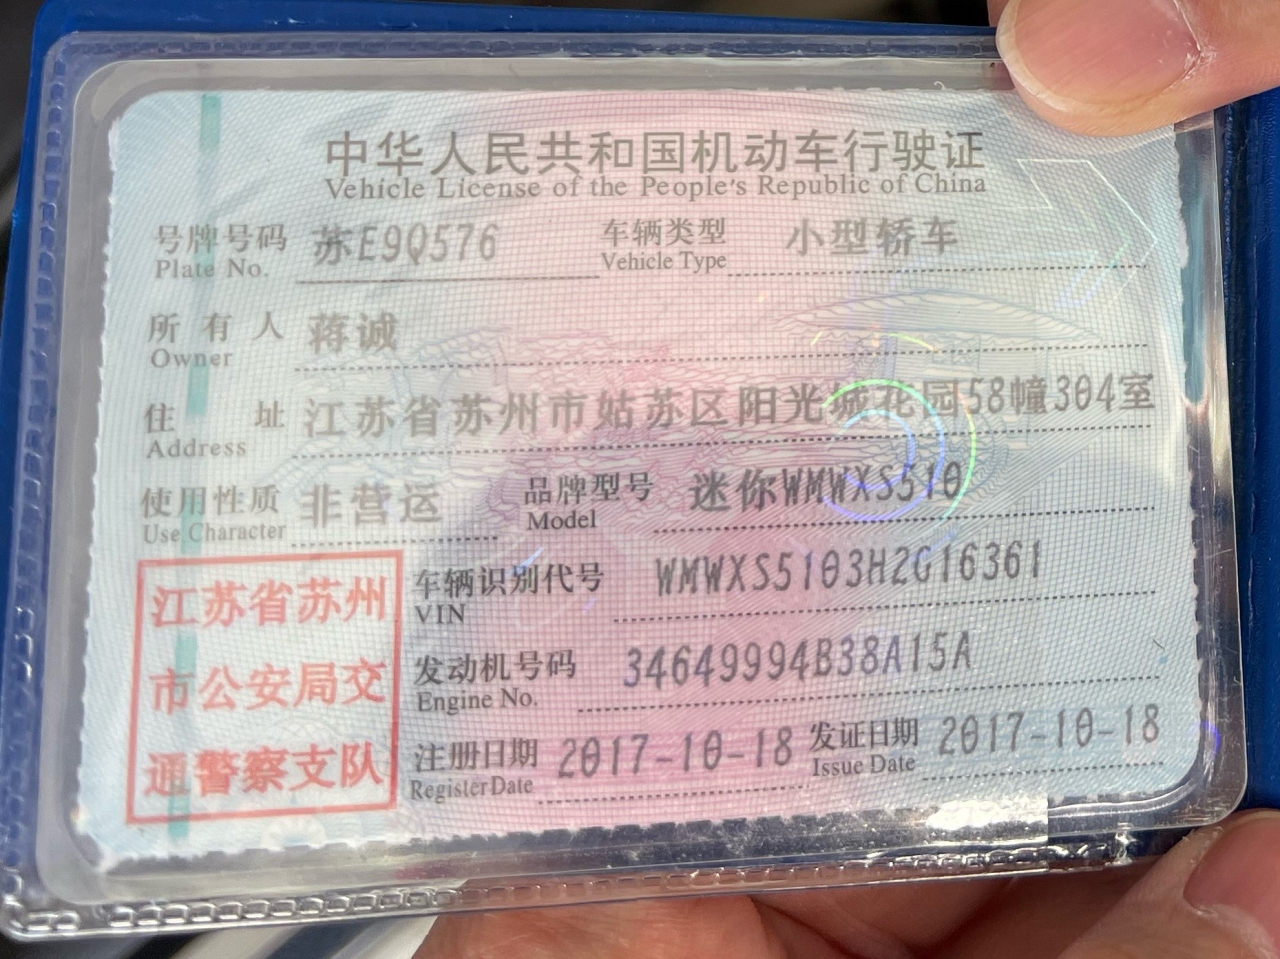 中华人民共和国机动车行驶证
Vehicle License of the People's Republic of China
号牌号码 苏E9Q576 车辆类型 小型轿车
Plate No. Vehicle Type
所有人 蒋诚
Owner
住址 江苏省苏州市姑苏区阳光城花园58幢304室
Address
使用性质 非营运 品牌型号 迷你WMWXS510
Use Character Model
江苏省苏州
市公安局交
通警察支队
车辆识别代号 WMWXS5103H2G16361
VIN
发动机号码 34649994B38A15A
Engine No.
注册日期 2017-10-18 发证日期 2017-10-18
Register Date Issue Date